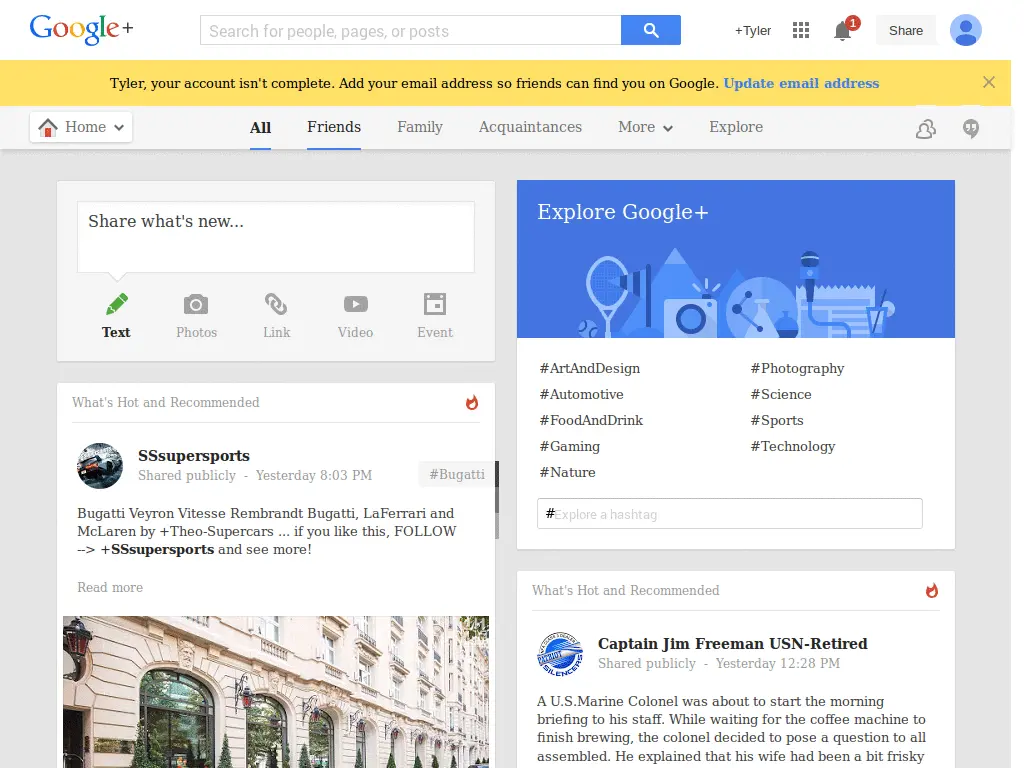 Google+
Search for people, pages, or posts
+Tyler
1
Share
Tyler, your account isn't complete. Add your email address so friends can find you on Google. Update email address
Home
All
Friends
Family
Acquaintances
More
Explore
Share what's new...
Text
Photos
Link
Video
Event
Explore Google+
#ArtAndDesign
#Photography
#Automotive
#Science
#FoodAndDrink
#Sports
#Gaming
#Technology
#Nature
#Explore a hashtag
What's Hot and Recommended
SSsupersports
Shared publicly - Yesterday 8:03 PM
#Bugatti
Bugatti Veyron Vitesse Rembrandt Bugatti, LaFerrari and
McLaren by +Theo-Supercars ... if you like this, FOLLOW
--> +SSsupersports and see more!
Read more
What's Hot and Recommended
PATRIOT
SILENCERS
Captain Jim Freeman USN-Retired
Shared publicly - Yesterday 12:28 PM
A U.S.Marine Colonel was about to start the morning
briefing to his staff. While waiting for the coffee machine to
finish brewing, the colonel decided to pose a question to all
assembled. He explained that his wife had been a bit frisky